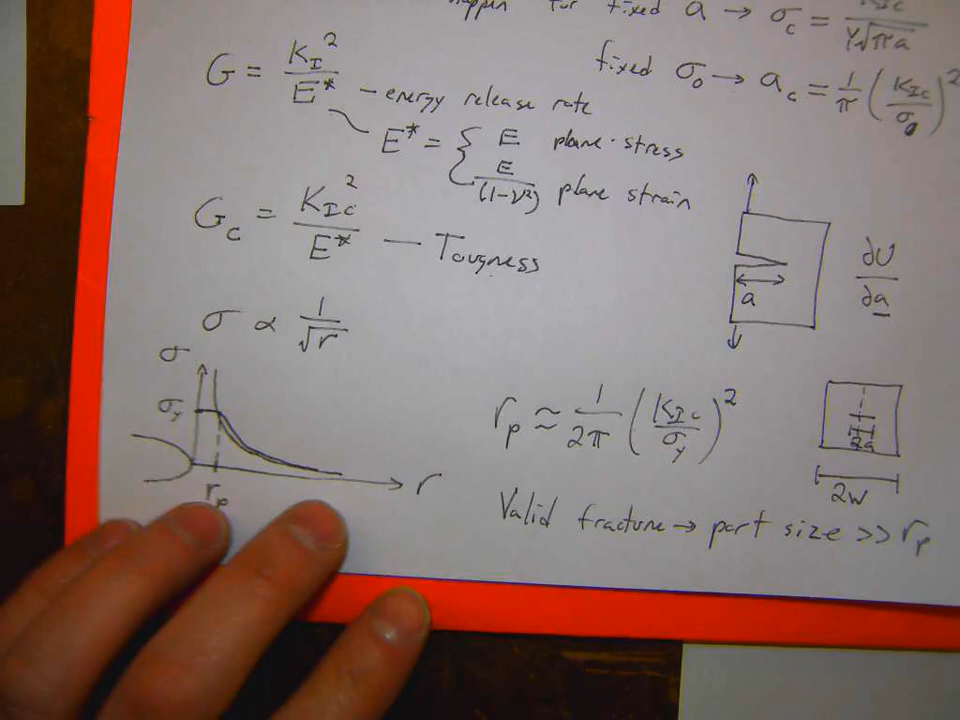 for fixed a → σc = KIc / Y√πa
fixed σ0 → ac = 1/π (KIc/σ0)²
G = KI²/E* — energy release rate
E* = { E plane stress
E/(1-ν²) plane strain
Gc = KIc²/E* — Tougness
∂U/∂a
a
σ ∝ 1/√r
σ
σy
rp
r
rp ≈ 1/2π (KIc/σy)²
2a
2w
Valid fracture → part size >> rp